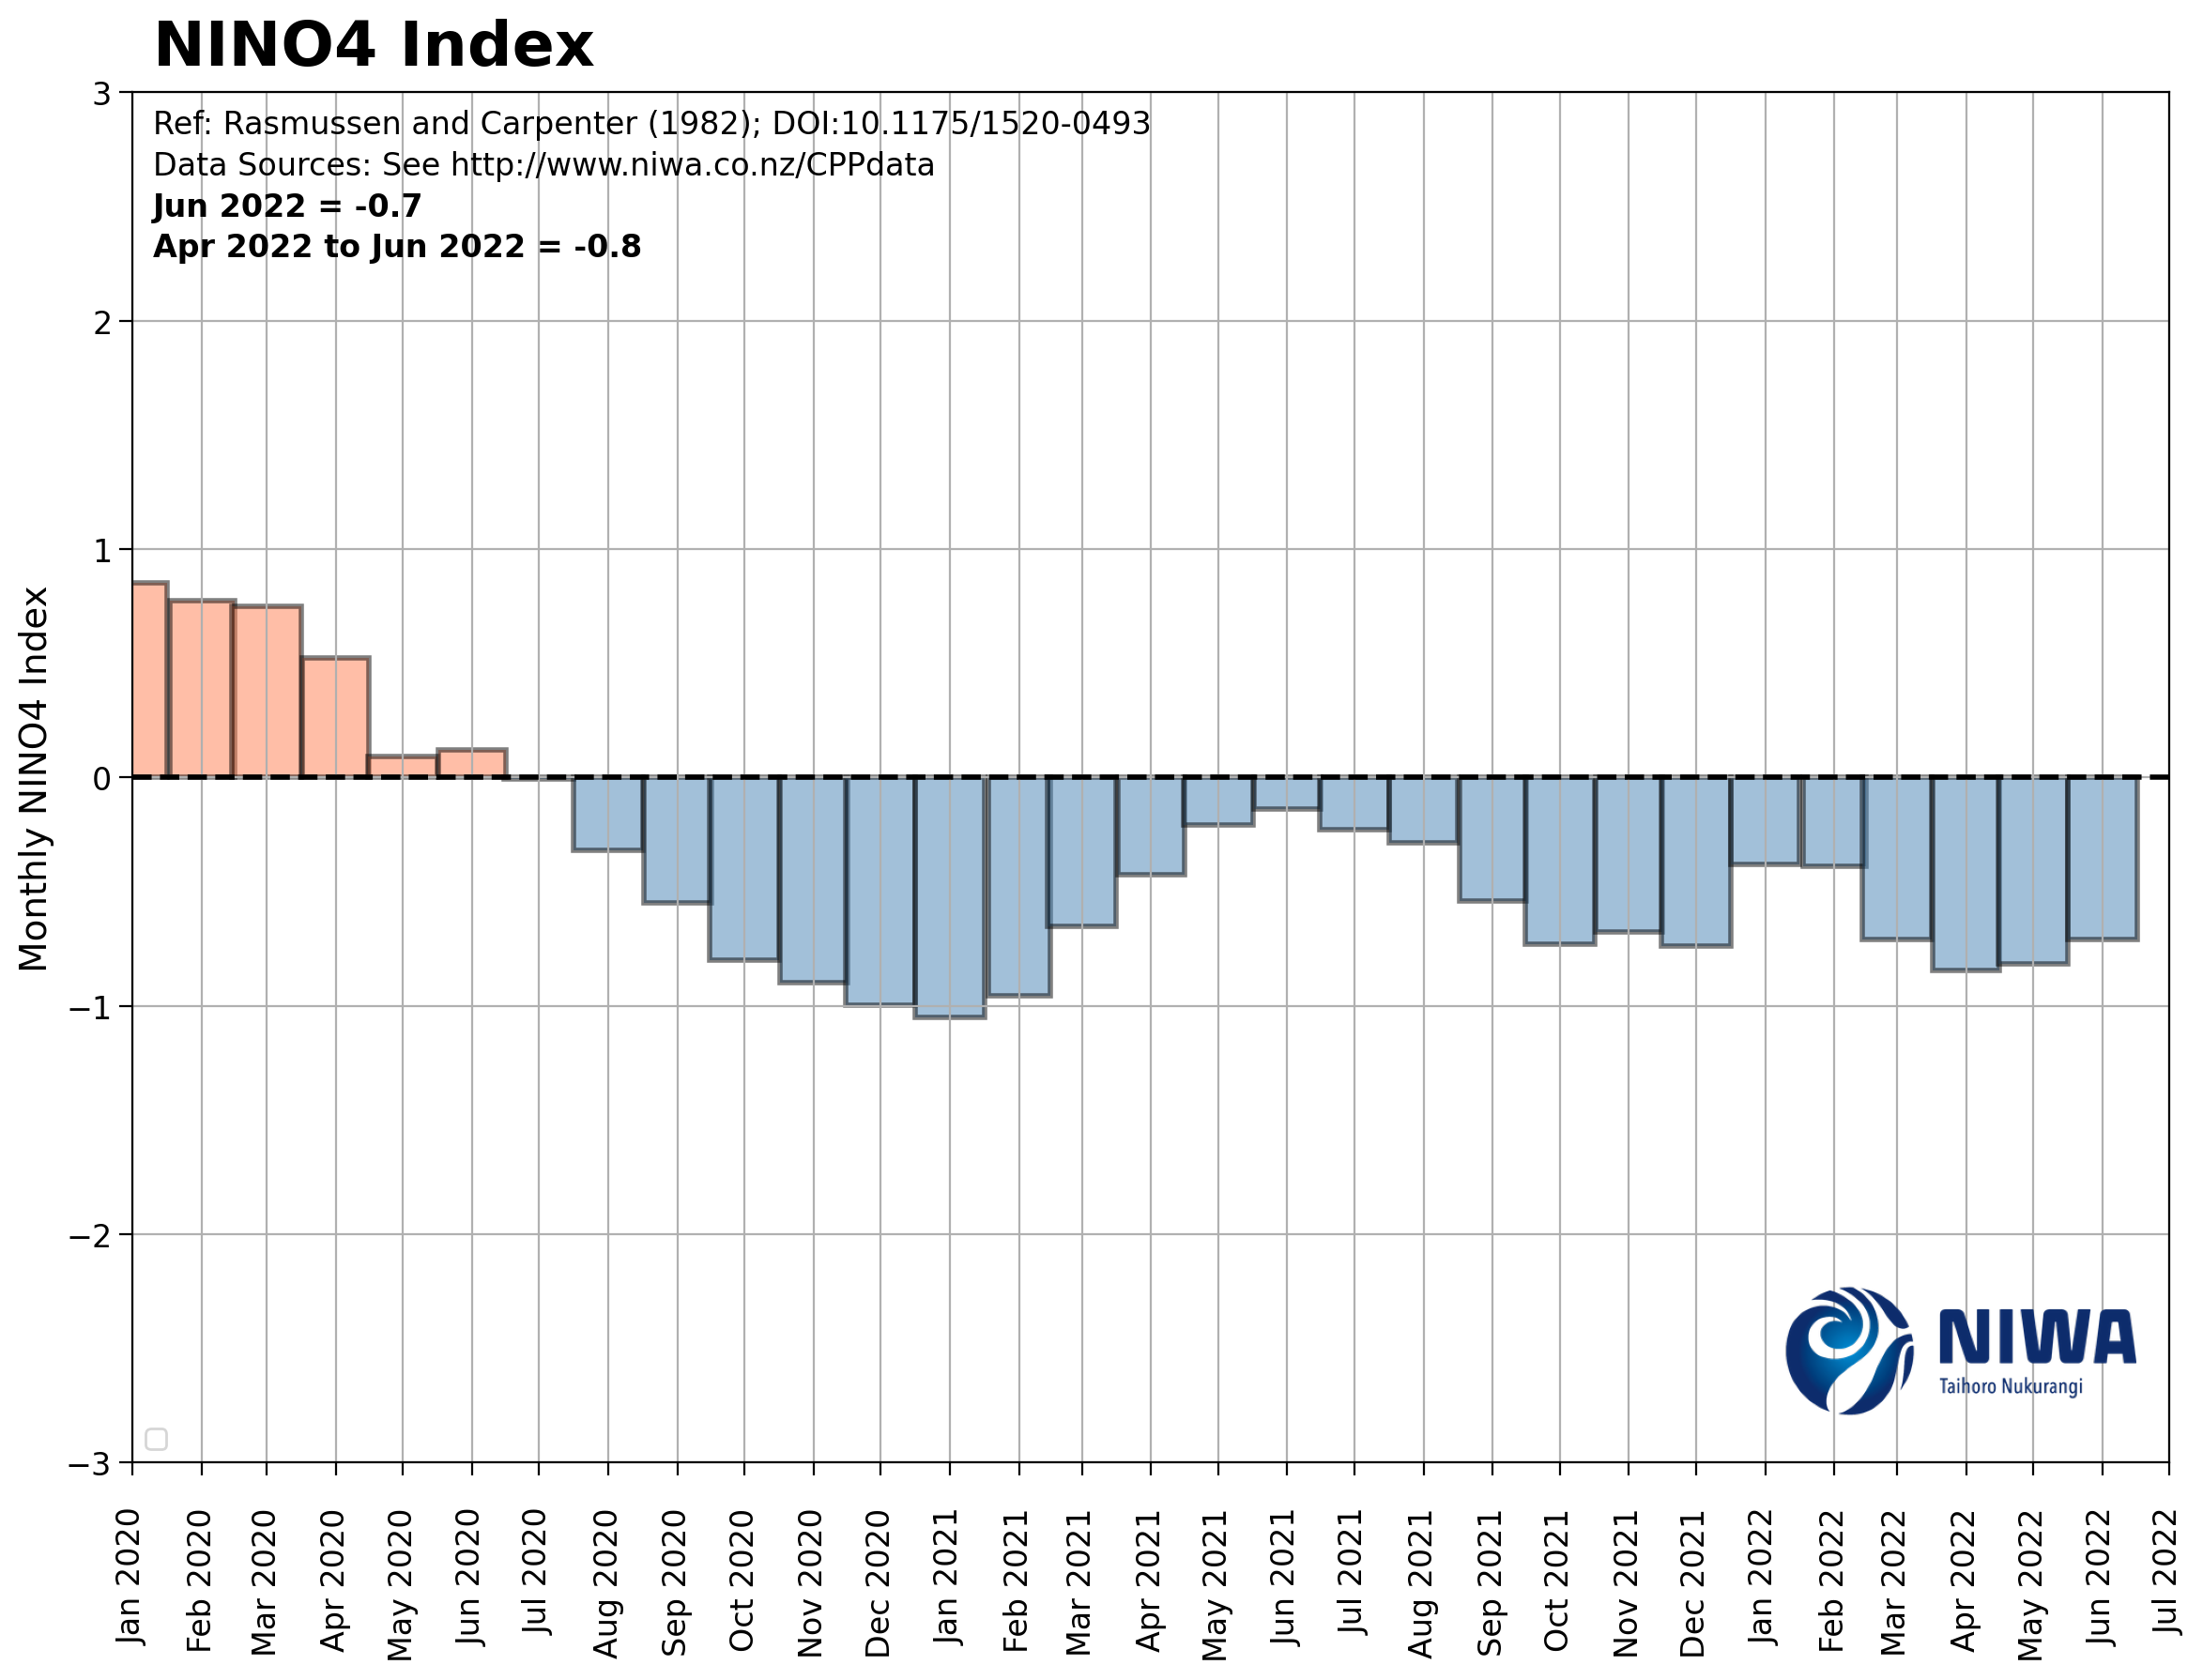 NINO4 Index
Ref: Rasmussen and Carpenter (1982); DOI:10.1175/1520-0493
Data Sources: See http://www.niwa.co.nz/CPPdata
Jun 2022 = -0.7
Apr 2022 to Jun 2022 = -0.8
Monthly NINO4 Index
3
2
1
0
−1
−2
−3
NIWA
Taihoro Nukurangi
Jan 2020
Feb 2020
Mar 2020
Apr 2020
May 2020
Jun 2020
Jul 2020
Aug 2020
Sep 2020
Oct 2020
Nov 2020
Dec 2020
Jan 2021
Feb 2021
Mar 2021
Apr 2021
May 2021
Jun 2021
Jul 2021
Aug 2021
Sep 2021
Oct 2021
Nov 2021
Dec 2021
Jan 2022
Feb 2022
Mar 2022
Apr 2022
May 2022
Jun 2022
Jul 2022